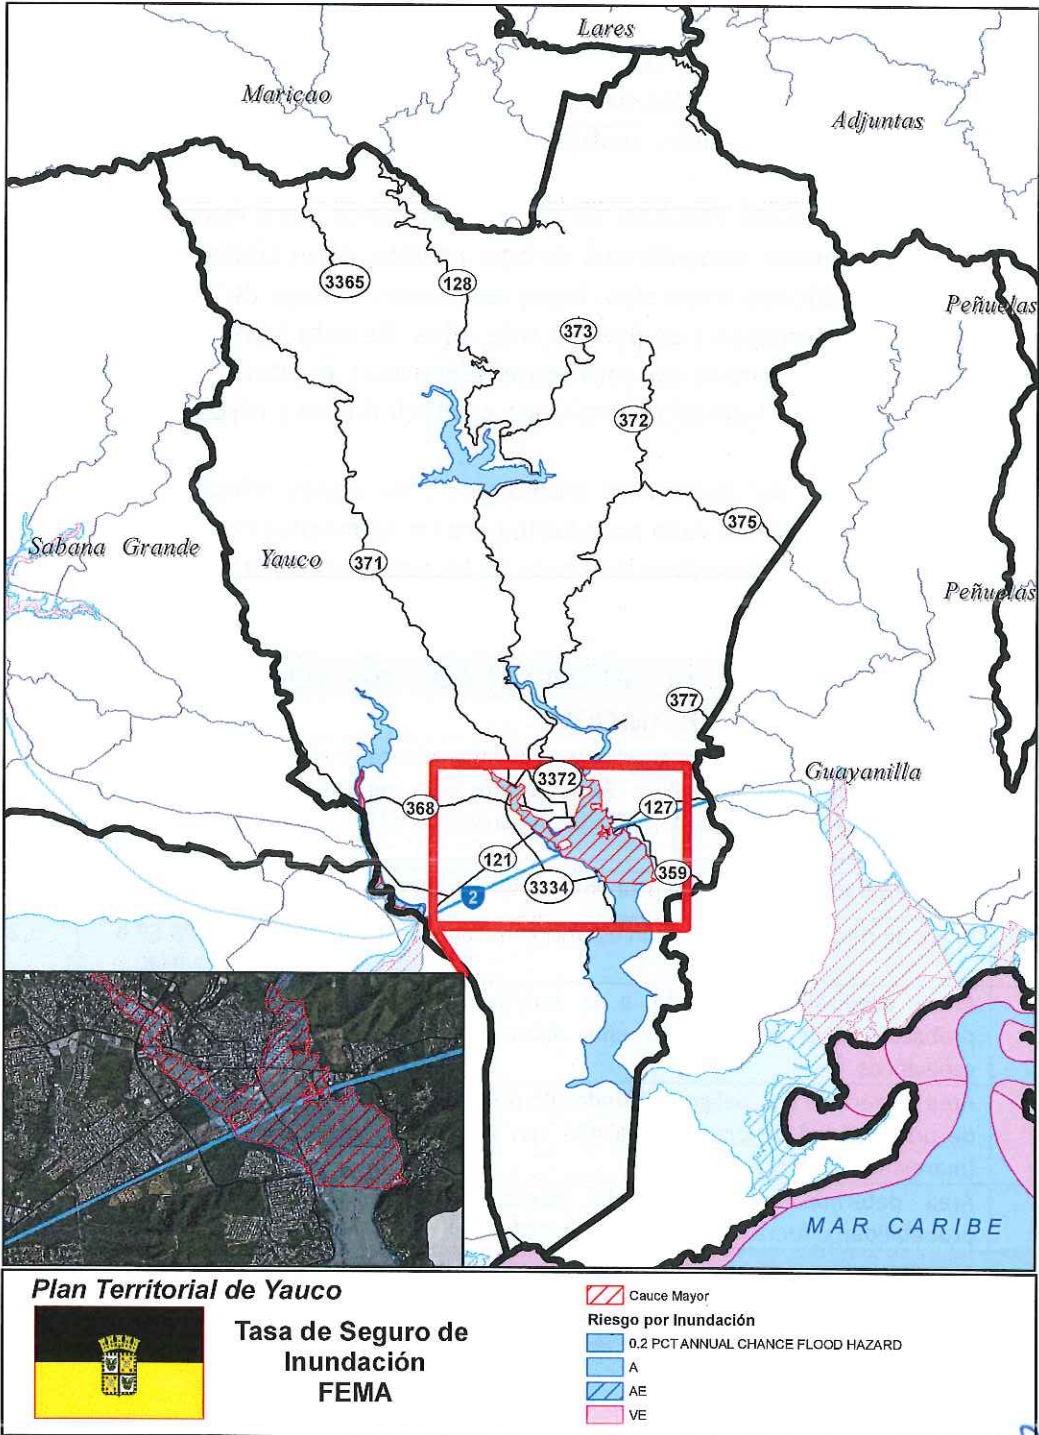 Lares
Maricao
Adjuntas
3365
128
Peñuelas
373
372
375
Sabana Grande
Yauco
371
Peñuelas
377
3372
Guayanilla
368
127
121
3334
359
2
MAR CARIBE
Plan Territorial de Yauco
Tasa de Seguro de
Inundación
FEMA
Cauce Mayor
Riesgo por Inundación
0.2 PCT ANNUAL CHANCE FLOOD HAZARD
A
AE
VE